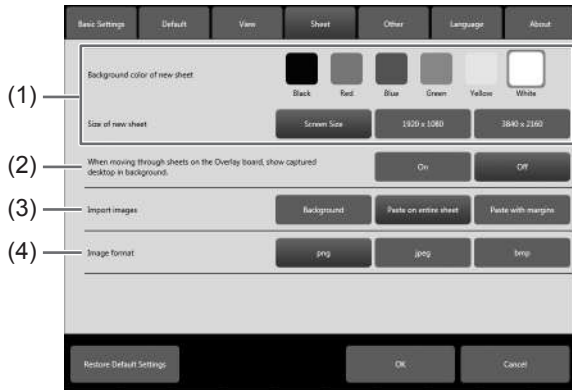 Basic Settings Default View Sheet Other Language About
Background color of new sheet
Black Red Blue Green Yellow White
(1)
Size of new sheet Screen Size 1920 x 1080 3840 x 2160
(2) When moving through sheets on the Overlay board, show captured
desktop in background. On Off
(3) Import images Background Paste on entire sheet Paste with margins
(4) Image format png jpeg bmp
Restore Default Settings OK Cancel